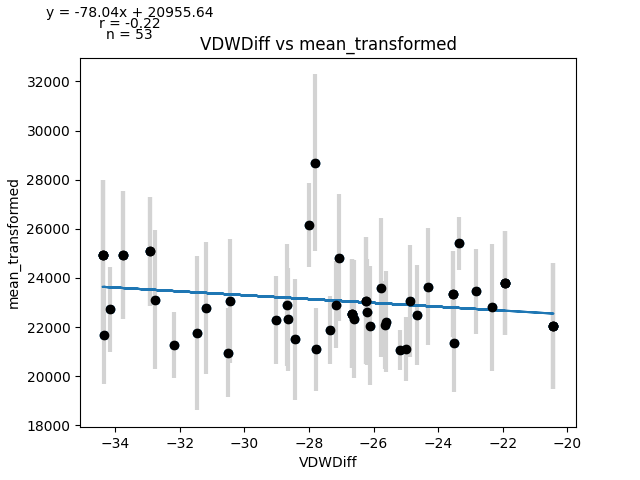 y = -78.04x + 20955.64
r = -0.22
n = 53
VDWDiff vs mean_transformed
32000
30000
28000
26000
24000
22000
20000
18000
mean_transformed
−34
−32
−30
−28
−26
−24
−22
−20
VDWDiff